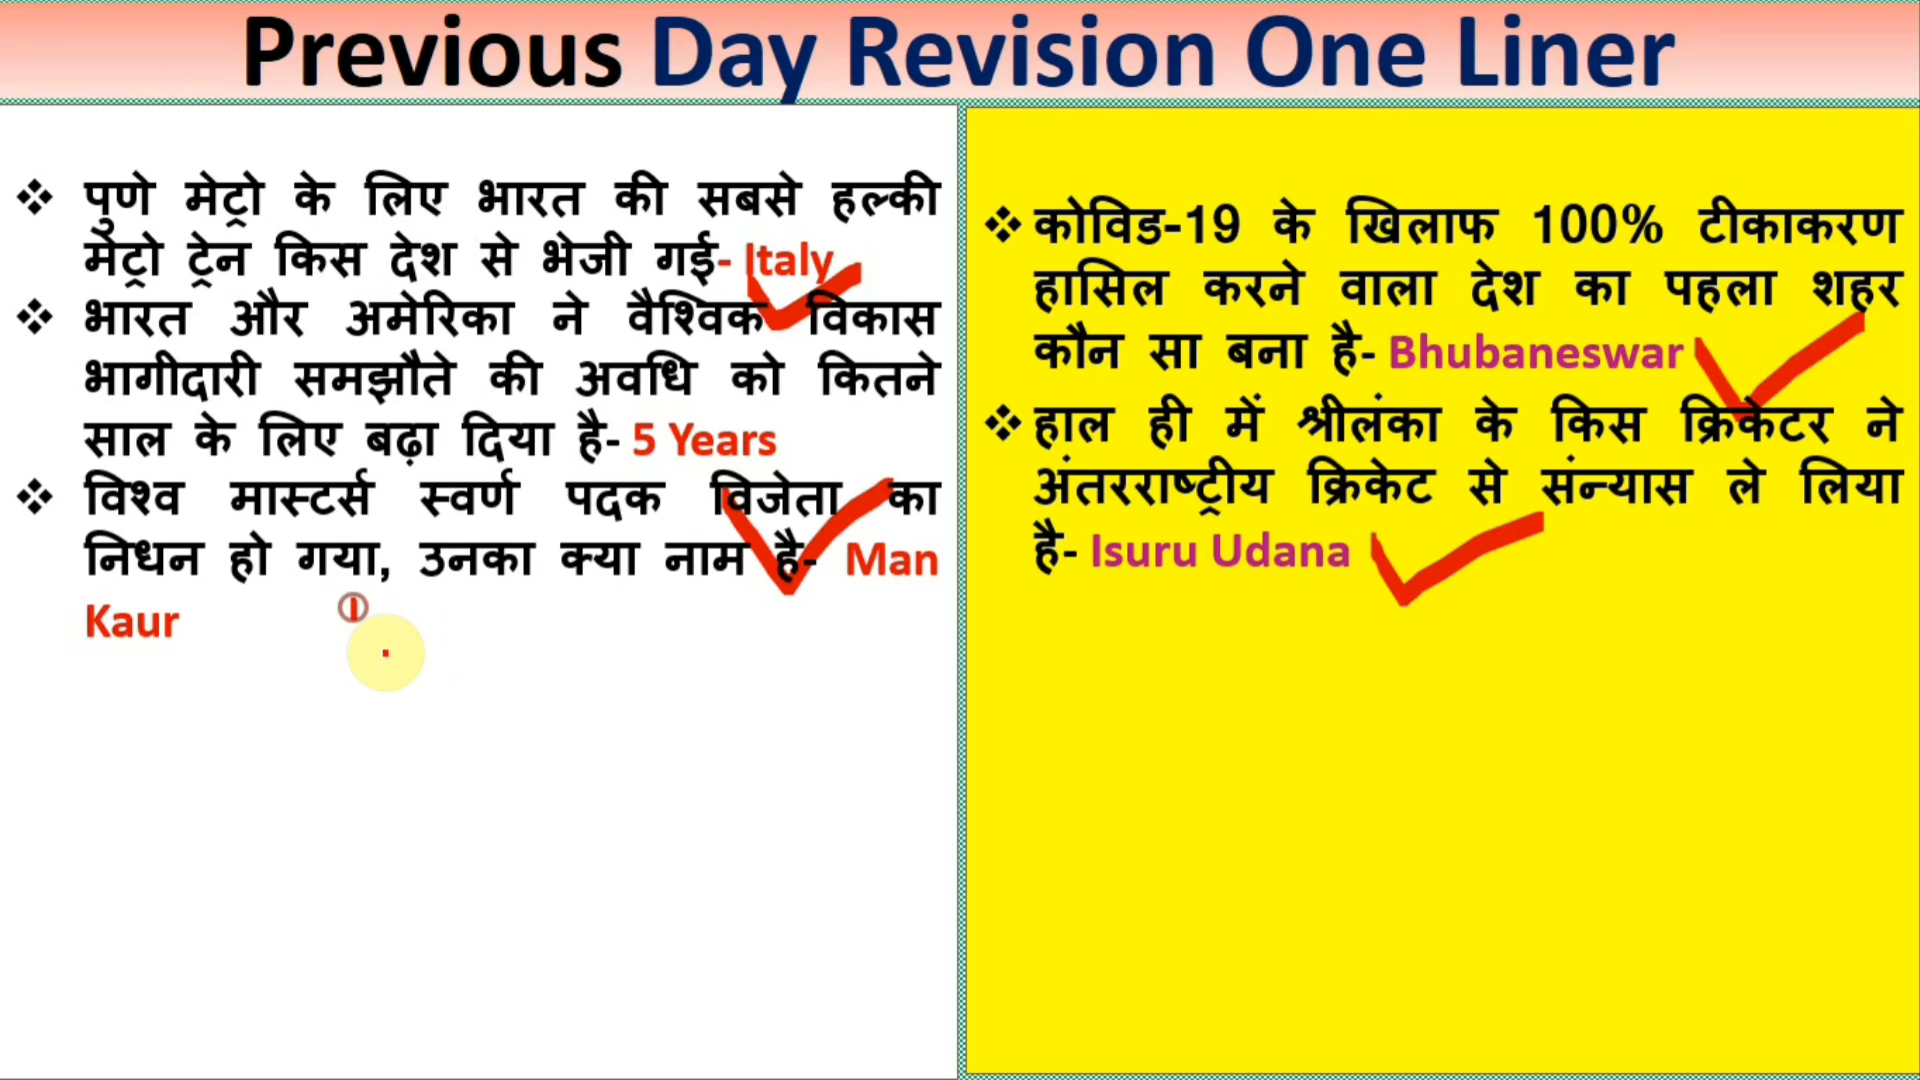 Previous Day Revision One Liner
❖ पुणे मेट्रो के लिए भारत की सबसे हल्की
मेट्रो ट्रेन किस देश से भेजी गई- Italy
❖ भारत और अमेरिका ने वैश्विक विकास
भागीदारी समझौते की अवधि को कितने
साल के लिए बढ़ा दिया है- 5 Years
❖ विश्व मास्टर्स स्वर्ण पदक विजेता का
निधन हो गया, उनका क्या नाम है- Man
Kaur
❖ कोविड-19 के खिलाफ 100% टीकाकरण
हासिल करने वाला देश का पहला शहर
कौन सा बना है- Bhubaneswar
❖ हाल ही में श्रीलंका के किस क्रिकेटर ने
अंतरराष्ट्रीय क्रिकेट से संन्यास ले लिया
है- Isuru Udana